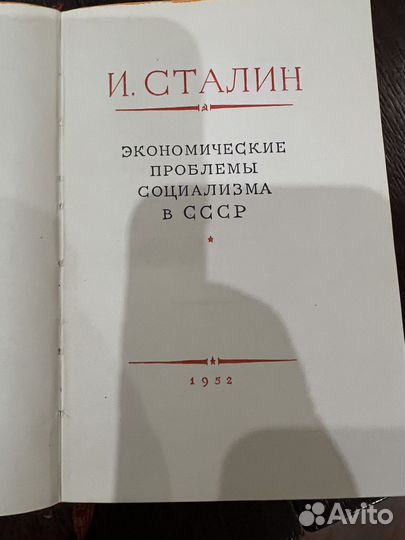 И. СТАЛИН
ЭКОНОМИЧЕСКИЕ
ПРОБЛЕМЫ
СОЦИАЛИЗМА
В СССР
1952
Avito